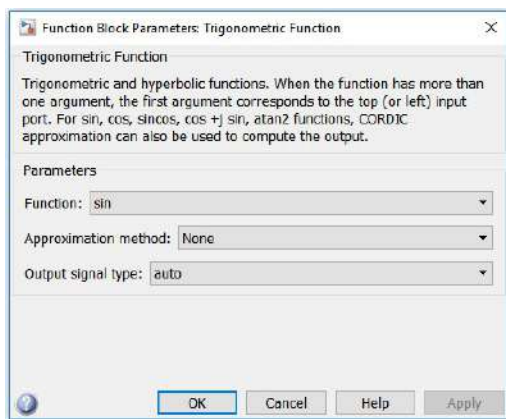 Function Block Parameters: Trigonometric Function
Trigonometric Function
Trigonometric and hyperbolic functions. When the function has more than
one argument, the first argument corresponds to the top (or left) input
port. For sin, cos, sincos, cos +j sin, atan2 functions, CORDIC
approximation can also be used to compute the output.
Parameters
Function: sin
Approximation method: None
Output signal type: auto
OK Cancel Help Apply